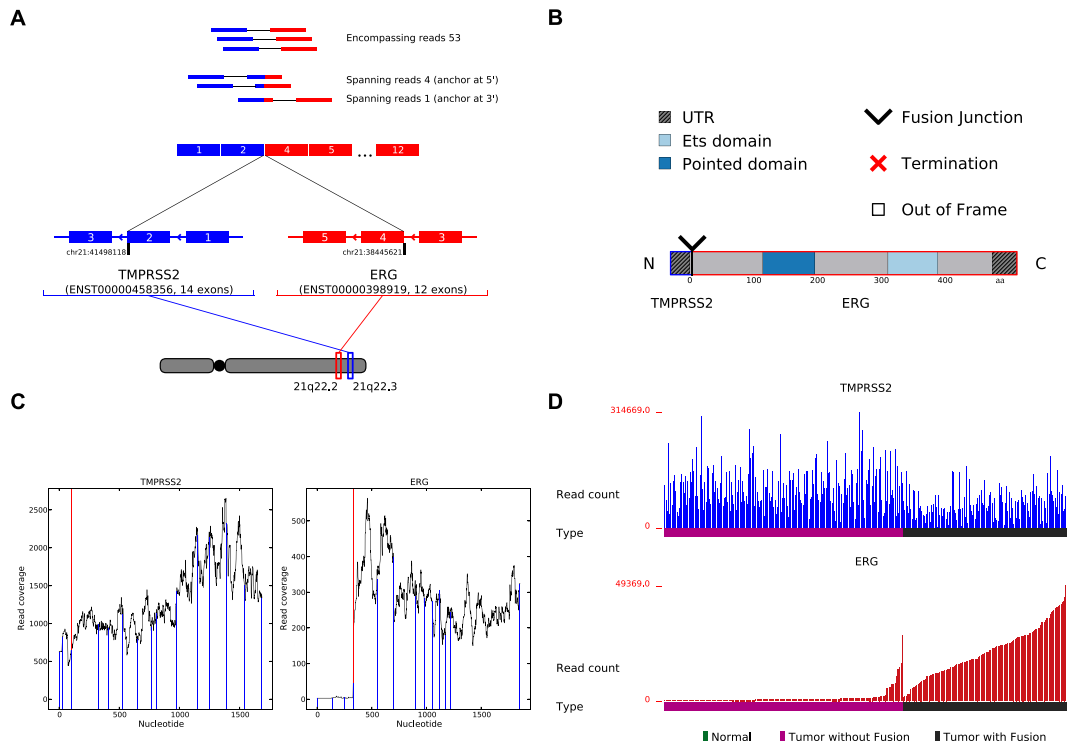 A
Encompassing reads 53
Spanning reads 4 (anchor at 5')
Spanning reads 1 (anchor at 3')
1 2 4 5 ... 12
3 2 1
chr21:41498118
TMPRSS2
(ENST00000458356, 14 exons)
5 4 3
chr21:38445621
ERG
(ENST00000398919, 12 exons)
21q22.2 21q22.3
B
UTR
Ets domain
Pointed domain
Fusion Junction
Termination
Out of Frame
N C
0 100 200 300 400 aa
TMPRSS2 ERG
C
TMPRSS2
Read coverage
2500
2000
1500
1000
500
0
0 500 1000 1500
Nucleotide
ERG
Read coverage
500
400
300
200
100
0
0 500 1000 1500
Nucleotide
D
TMPRSS2
314669.0
Read count
0
Type
ERG
49369.0
Read count
0
Type
Normal Tumor without Fusion Tumor with Fusion